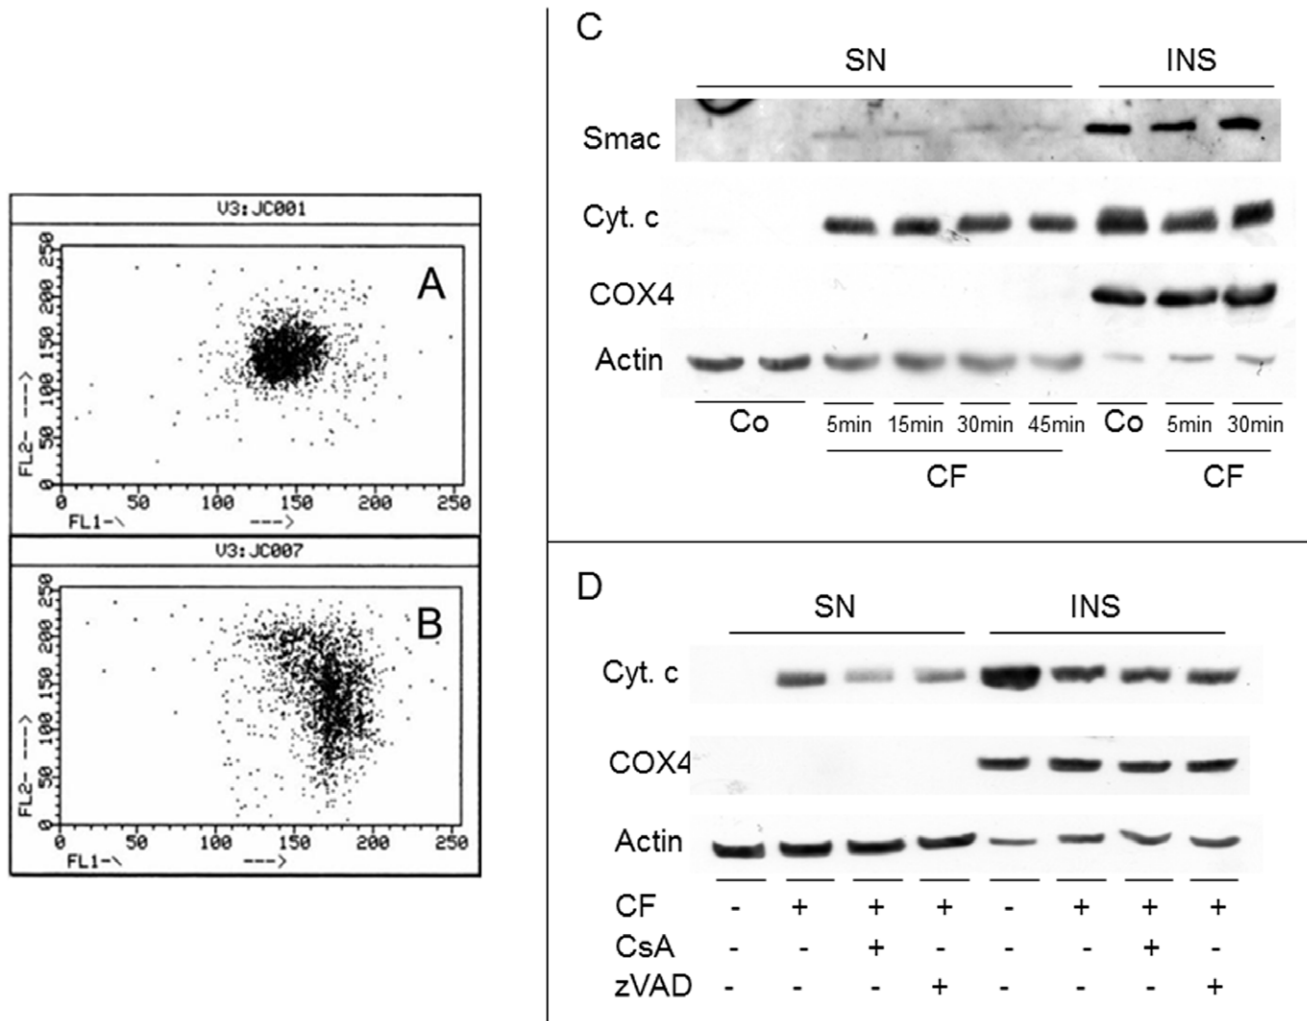 V3:JC001
A
250
200
150
100
50
0
FL2- --->
0 50 100 150 200 250
FL1-\ --->
V3:JC007
B
250
200
150
100
50
0
FL2- --->
0 50 100 150 200 250
FL1-\ --->
C
SN INS
Smac
Cyt. c
COX4
Actin
Co 5min 15min 30min 45min Co 5min 30min
CF CF
D
SN INS
Cyt. c
COX4
Actin
CF - + + + - + + +
CsA - - + - - - + -
zVAD - - - + - - - +